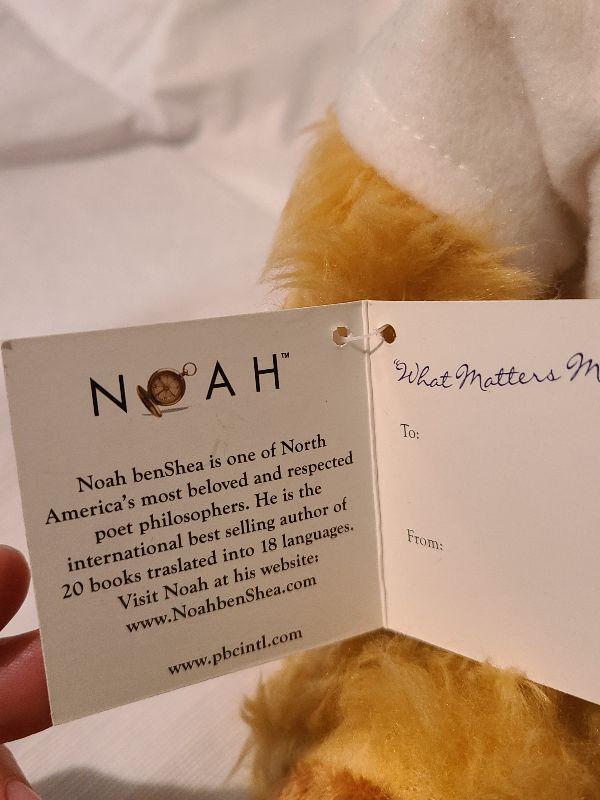 NOAH™
Noah benShea is one of North
America's most beloved and respected
poet philosophers. He is the
international best selling author of
20 books traslated into 18 languages.
Visit Noah at his website:
www.NoahbenShea.com
www.pbcintl.com
"What Matters M
To:
From: